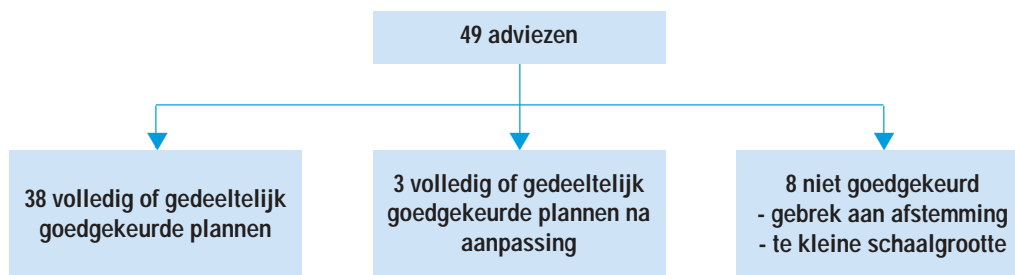 49 adviezen
38 volledig of gedeeltelijk
goedgekeurde plannen
3 volledig of gedeeltelijk
goedgekeurde plannen na
aanpassing
8 niet goedgekeurd
- gebrek aan afstemming
- te kleine schaalgrootte